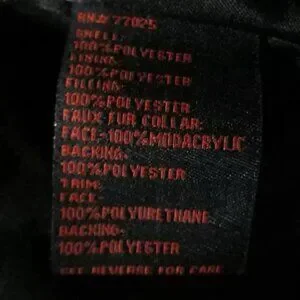 RN# 77025
SHELL:
100%POLYESTER
LINING:
100%POLYESTER
FILLING:
100%POLYESTER
FAUX FUR COLLAR:
FACE-100%MODACRYLIC
BACKING-
100%POLYESTER
TRIM:
FACE-
100%POLYURETHANE
BACKING-
100%POLYESTER
SEE REVERSE FOR CARE